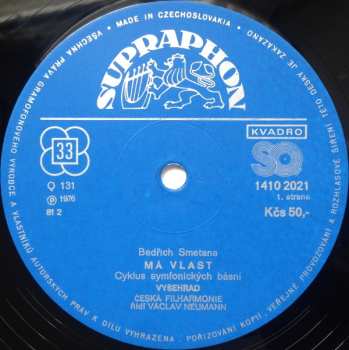 VŠECHNA PRÁVA GRAMOFONOVÉHO VÝROBCE A VLASTNÍKŮ AUTORSKÝCH PRÁV K DÍLU VYHRAZENA • POŘIZOVÁNÍ KOPIÍ • VEŘEJNÉ PROVOZOVÁNÍ A ROZHLASOVÉ ŠÍŘENÍ TÉTO DESKY JE ZAKÁZÁNO
• MADE IN CZECHOSLOVAKIA •
SUPRAPHON
33
KVADRO
SQ
Q 131
Ⓟ 1976
81 2
1410 2021
1. strana
Kčs 50,-
Bedřich Smetana
MÁ VLAST
Cyklus symfonických básní
VYŠEHRAD
ČESKÁ FILHARMONIE
řídí VÁCLAV NEUMANN